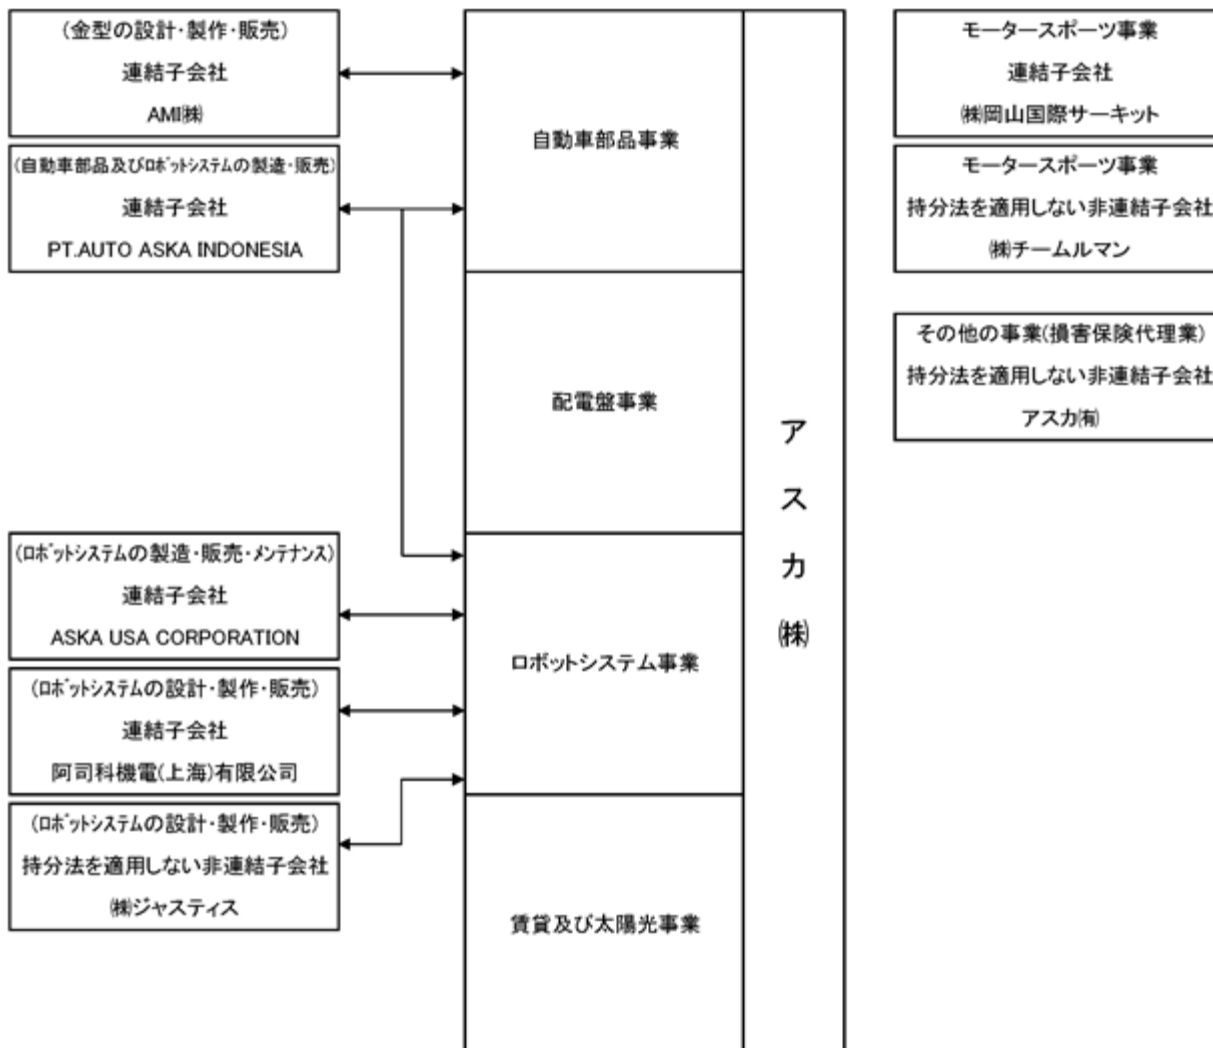 (金型の設計･製作･販売)
連結子会社
AMI㈱
(自動車部品及びﾛﾎﾞｯﾄｼｽﾃﾑの製造･販売)
連結子会社
PT.AUTO ASKA INDONESIA
(ﾛﾎﾞｯﾄｼｽﾃﾑの製造･販売･ﾒﾝﾃﾅﾝｽ)
連結子会社
ASKA USA CORPORATION
(ﾛﾎﾞｯﾄｼｽﾃﾑの設計･製作･販売)
連結子会社
阿司科機電(上海)有限公司
(ﾛﾎﾞｯﾄｼｽﾃﾑの設計･製作･販売)
持分法を適用しない非連結子会社
㈱ジャスティス
自動車部品事業
配電盤事業
ロボットシステム事業
賃貸及び太陽光事業
アスカ㈱
モータースポーツ事業
連結子会社
㈱岡山国際サーキット
モータースポーツ事業
持分法を適用しない非連結子会社
㈱チームルマン
その他の事業(損害保険代理業)
持分法を適用しない非連結子会社
アスカ㈲